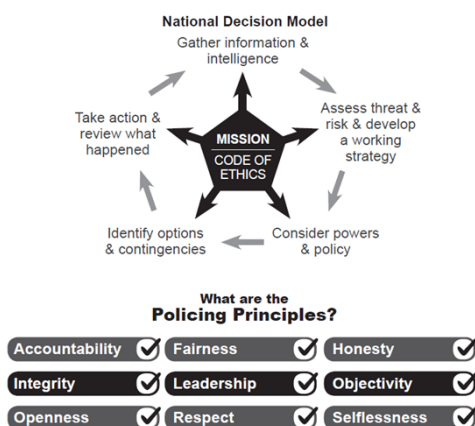 National Decision Model
Gather information &
intelligence
Assess threat &
risk & develop
a working
strategy
Consider powers
& policy
Identify options
& contingencies
Take action &
review what
happened
MISSION
CODE OF
ETHICS
What are the
Policing Principles?
Accountability
Fairness
Honesty
Integrity
Leadership
Objectivity
Openness
Respect
Selflessness